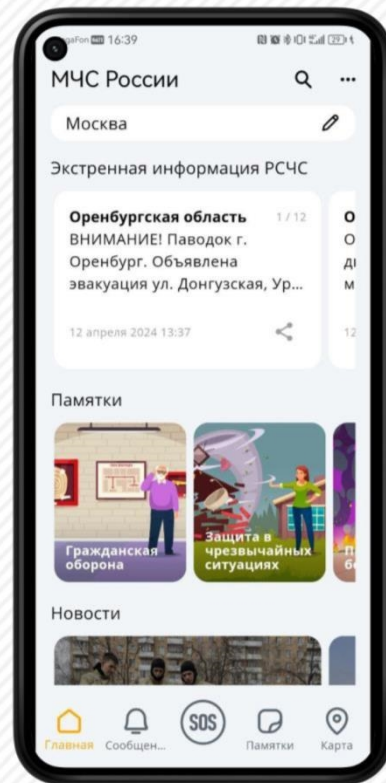 16:39
29
МЧС России
Москва
Экстренная информация РСЧС
Оренбургская область 1 / 12
ВНИМАНИЕ! Паводок г.
Оренбург. Объявлена
эвакуация ул. Донгузская, Ур...
12 апреля 2024 13:37
Памятки
Гражданская
оборона
Защита в
чрезвычайных
ситуациях
Новости
SOS
Главная Сообщен... Памятки Карта